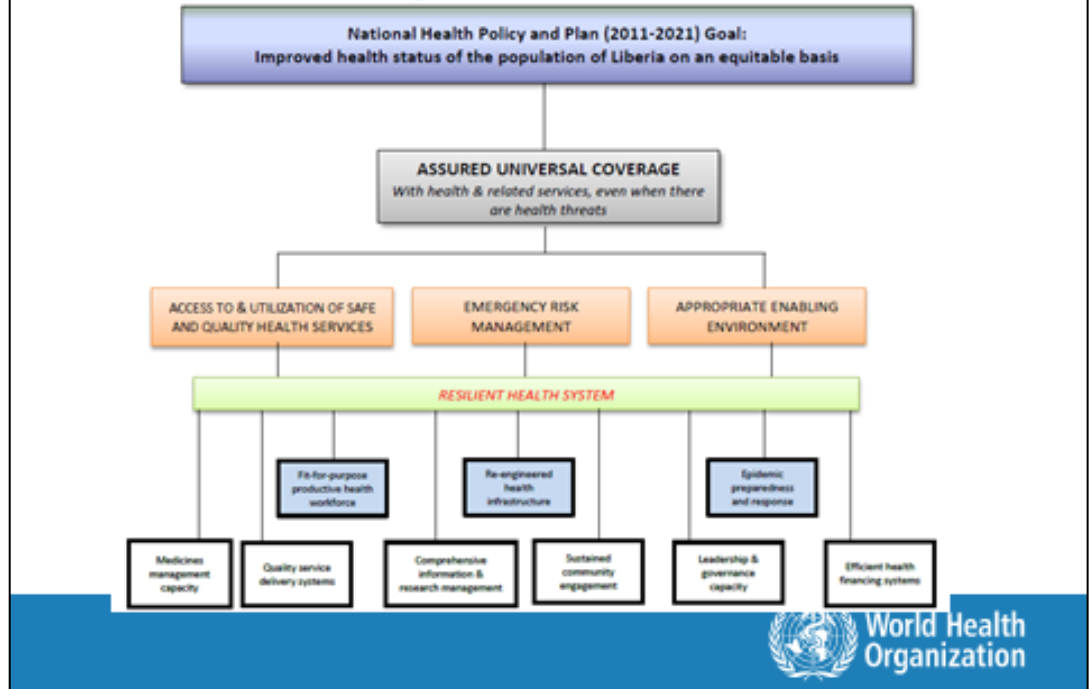 National Health Policy and Plan (2011-2021) Goal:
Improved health status of the population of Liberia on an equitable basis
ASSURED UNIVERSAL COVERAGE
With health & related services, even when there
are health threats
ACCESS TO & UTILIZATION OF SAFE
AND QUALITY HEALTH SERVICES
EMERGENCY RISK
MANAGEMENT
APPROPRIATE ENABLING
ENVIRONMENT
RESILIENT HEALTH SYSTEM
Fit-for-purpose
productive health
workforce
Re-engineered
health
infrastructure
Epidemic
preparedness
and response
Medicines
management
capacity
Quality service
delivery systems
Comprehensive
information &
research management
Sustained
community
engagement
Leadership &
governance
capacity
Efficient health
financing systems
World Health
Organization